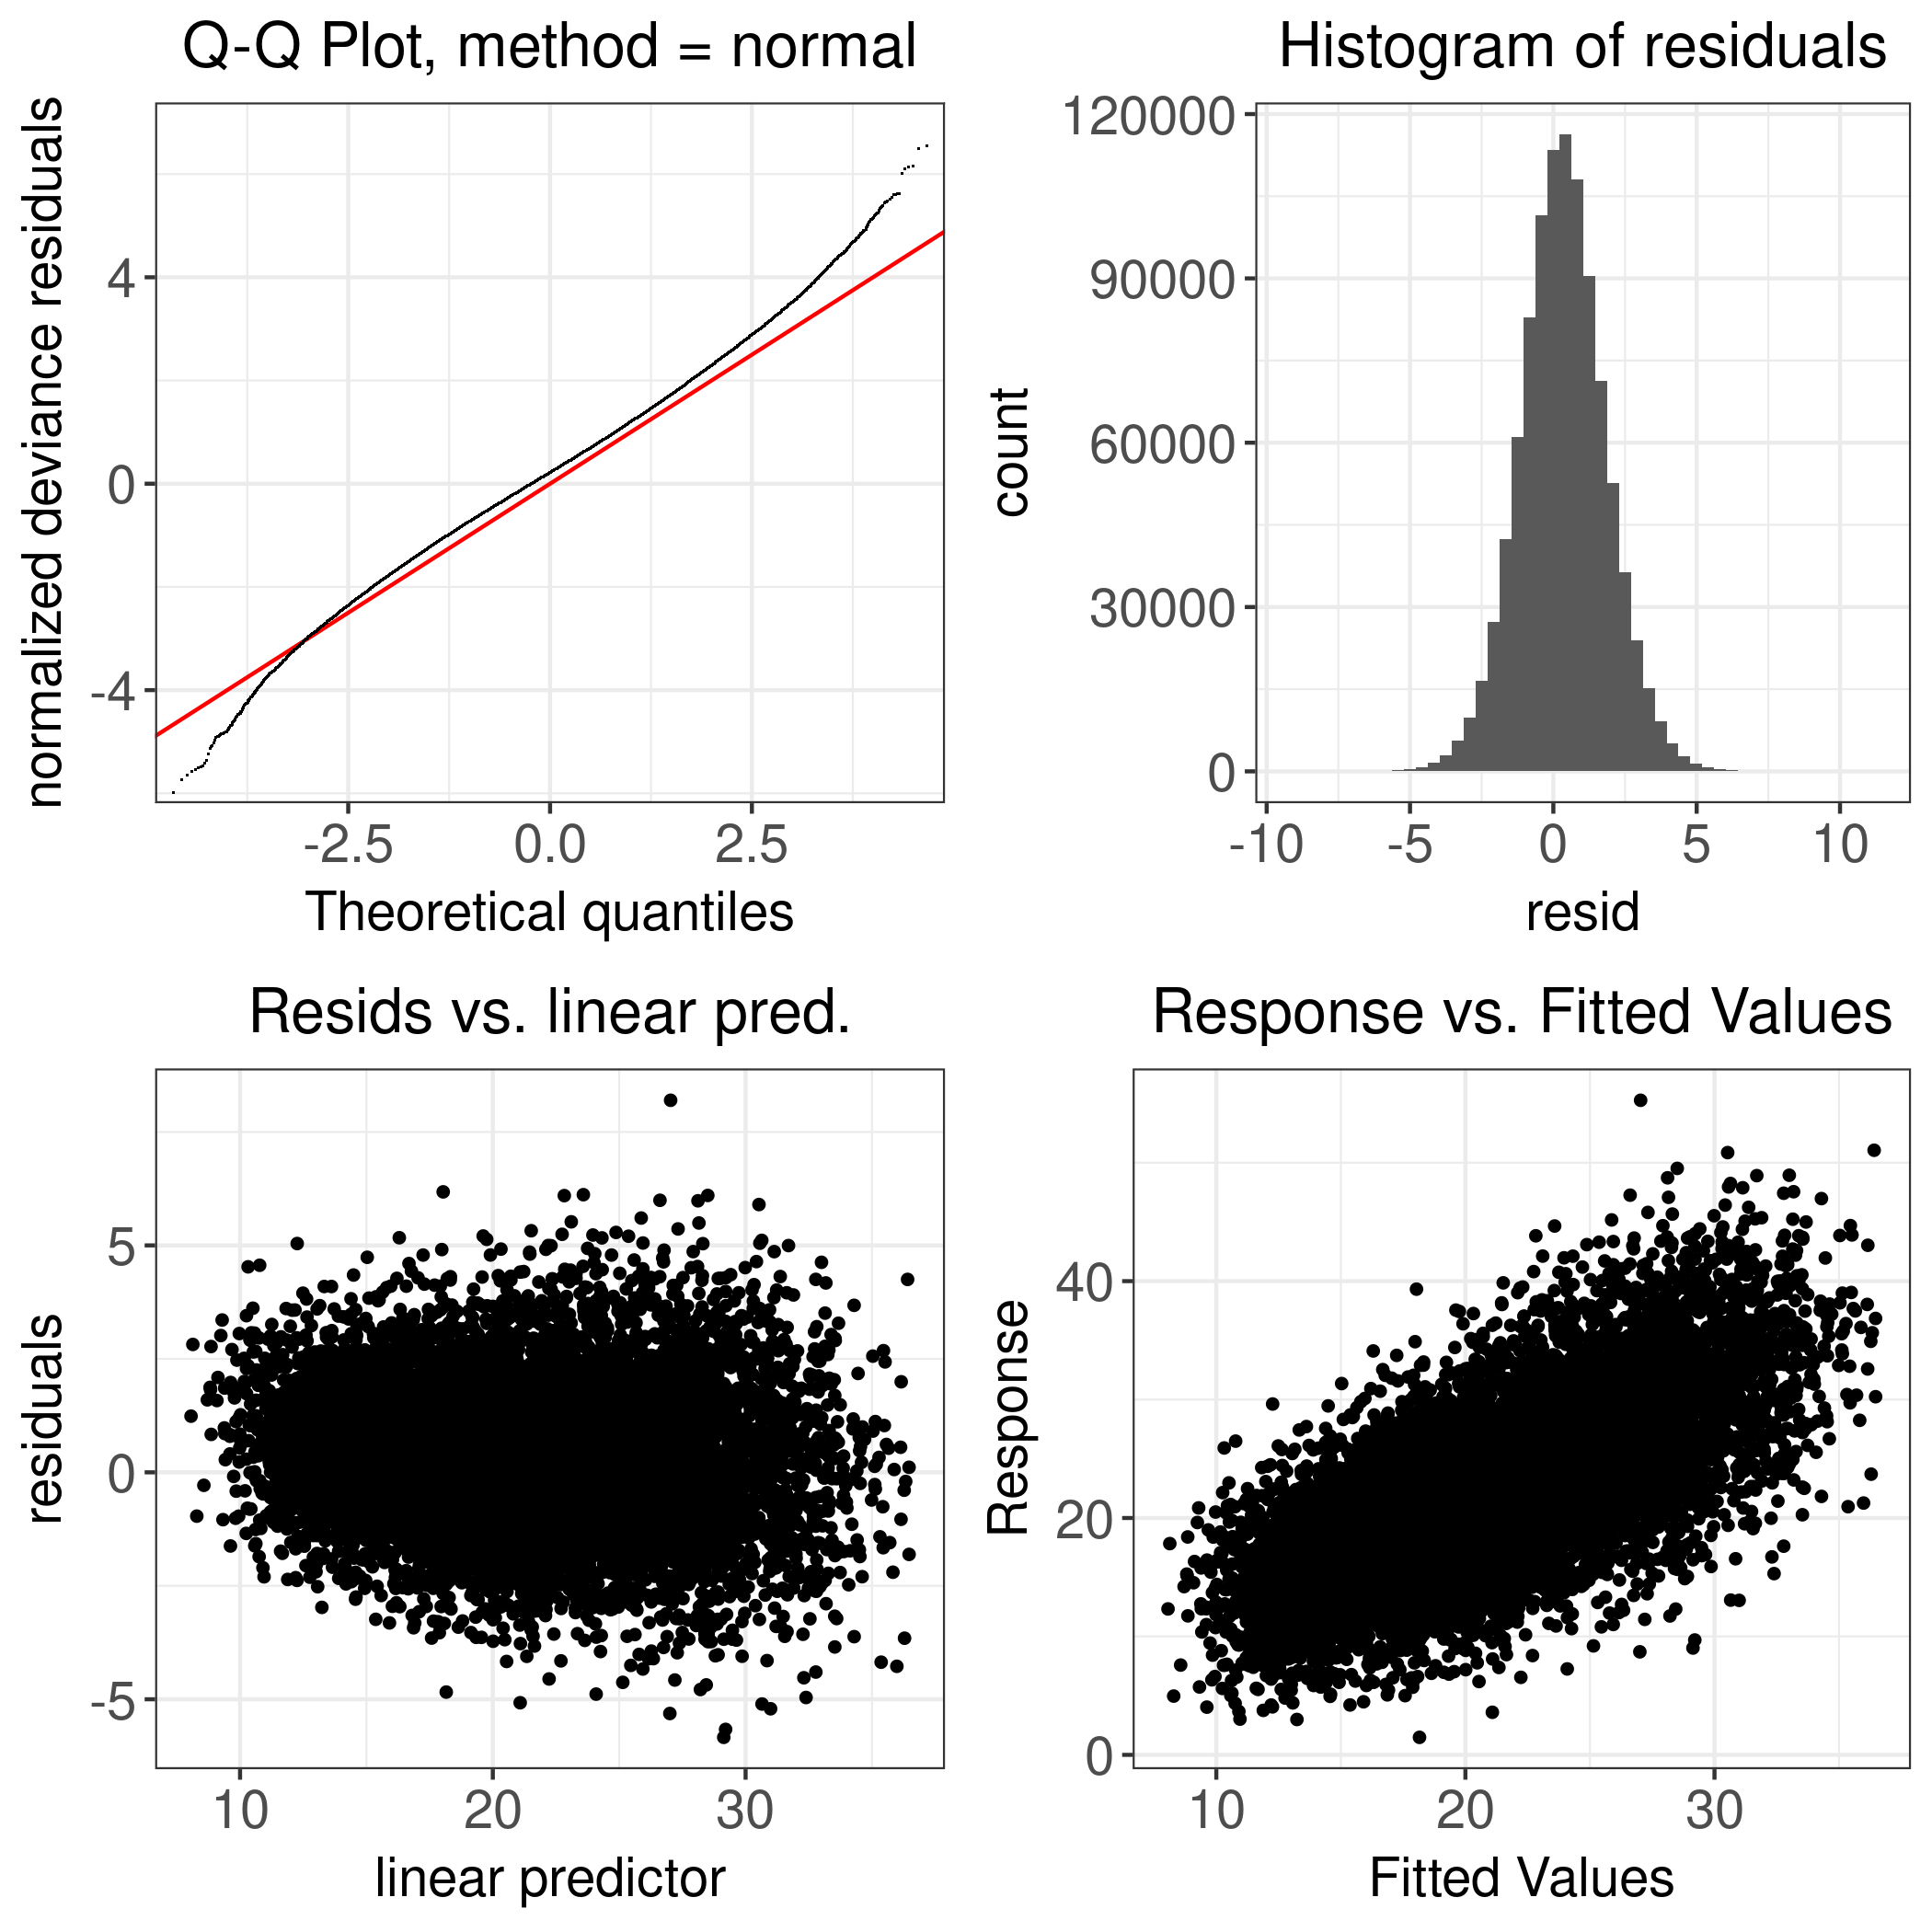 Q-Q Plot, method = normal
normalized deviance residuals
4
0
-4
-2.5 0.0 2.5
Theoretical quantiles
Histogram of residuals
count
120000
90000
60000
30000
0
-10 -5 0 5 10
resid
Resids vs. linear pred.
residuals
5
0
-5
10 20 30
linear predictor
Response vs. Fitted Values
Response
40
20
0
10 20 30
Fitted Values